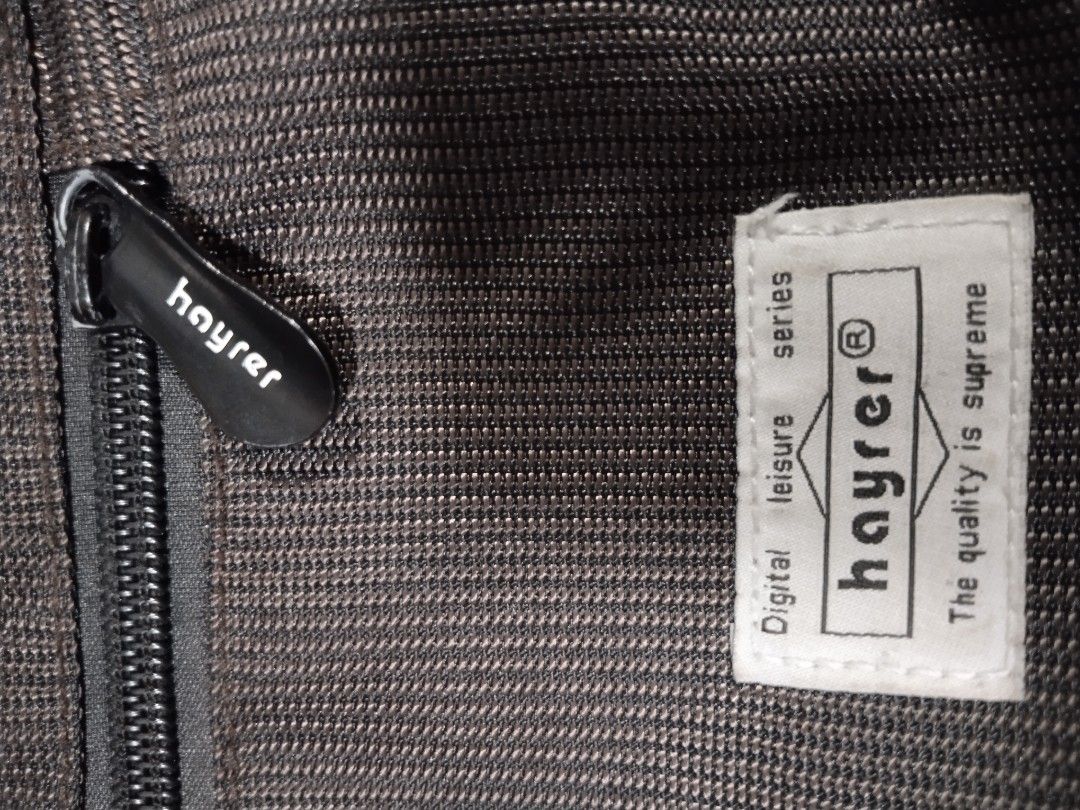 hayrer
Digital leisure series
hayrer®
The quality is supreme